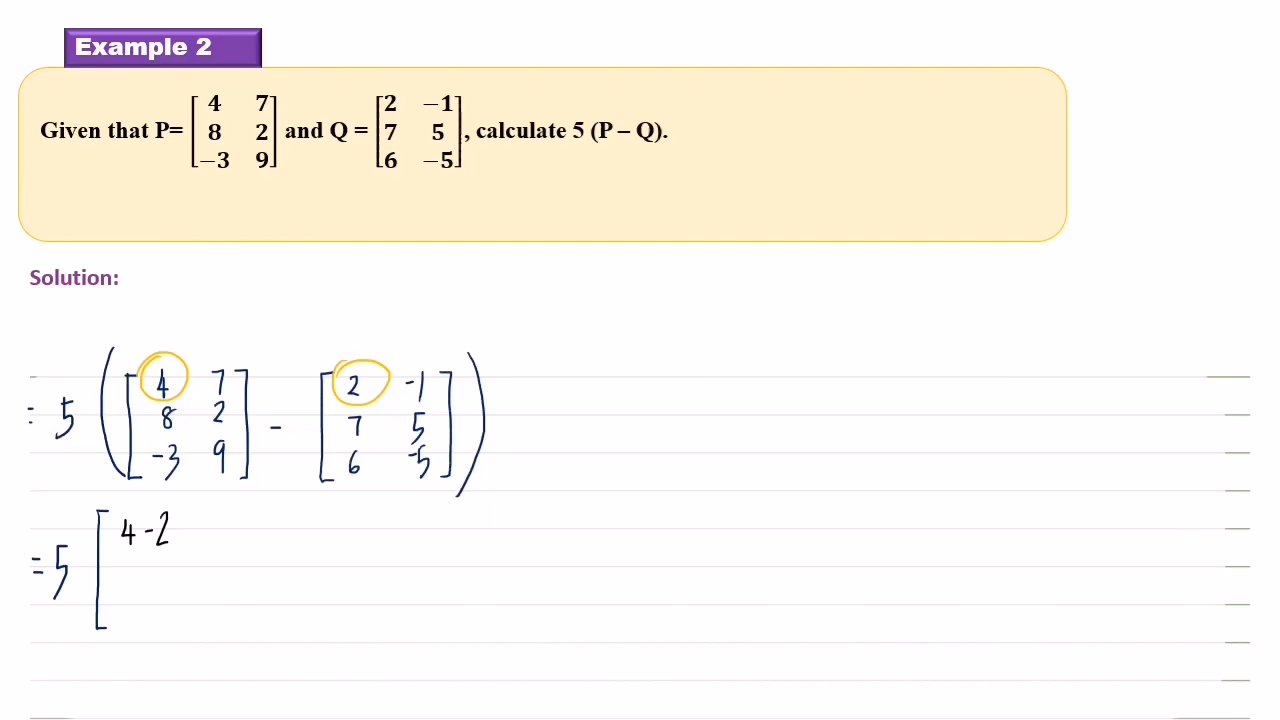 Example 2
4 7 2 −1
Given that P= [ 8 2 ] and Q = [ 7 5 ], calculate 5 (P – Q).
−3 9 6 −5
Solution:
4 7 2 -1
= 5 ( [ 8 2 ] - [ 7 5 ] )
-3 9 6 -5
= 5 [ 4 -2